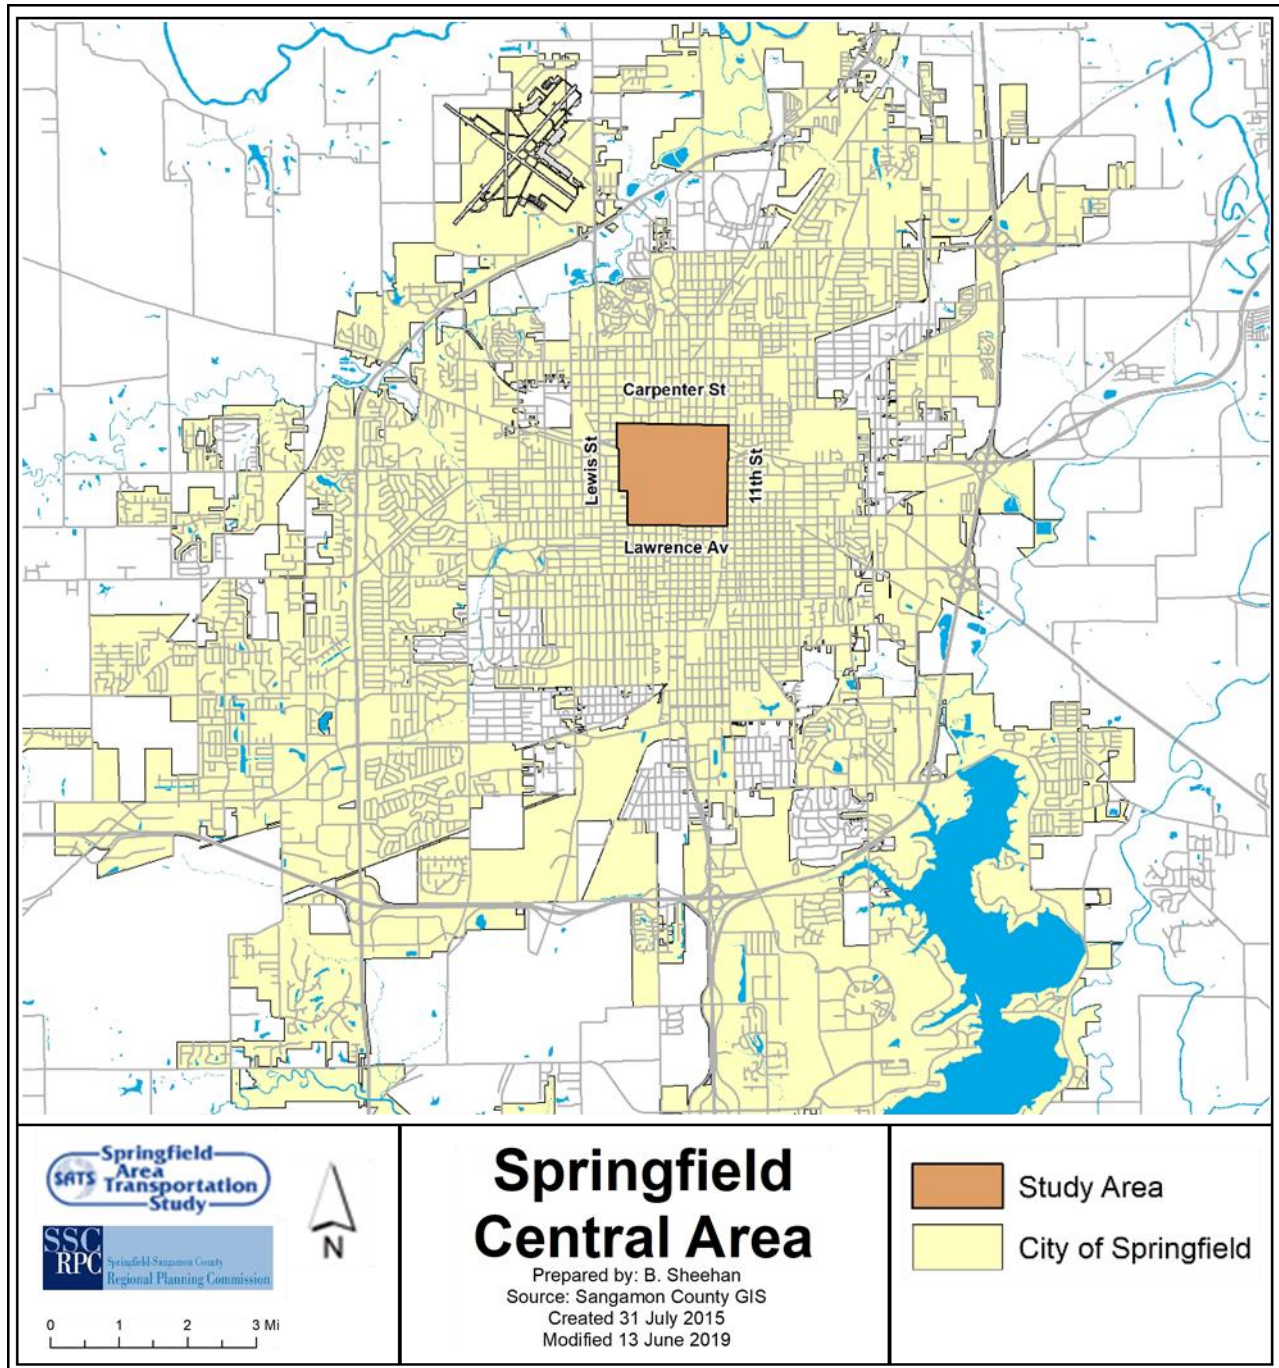 Carpenter St
Lewis St
11th St
Lawrence Av
Springfield
Area
SATS
Transportation
Study
SSC
RPC
Springfield-Sangamon County
Regional Planning Commission
N
0 1 2 3 Mi
Springfield
Central Area
Prepared by: B. Sheehan
Source: Sangamon County GIS
Created 31 July 2015
Modified 13 June 2019
Study Area
City of Springfield